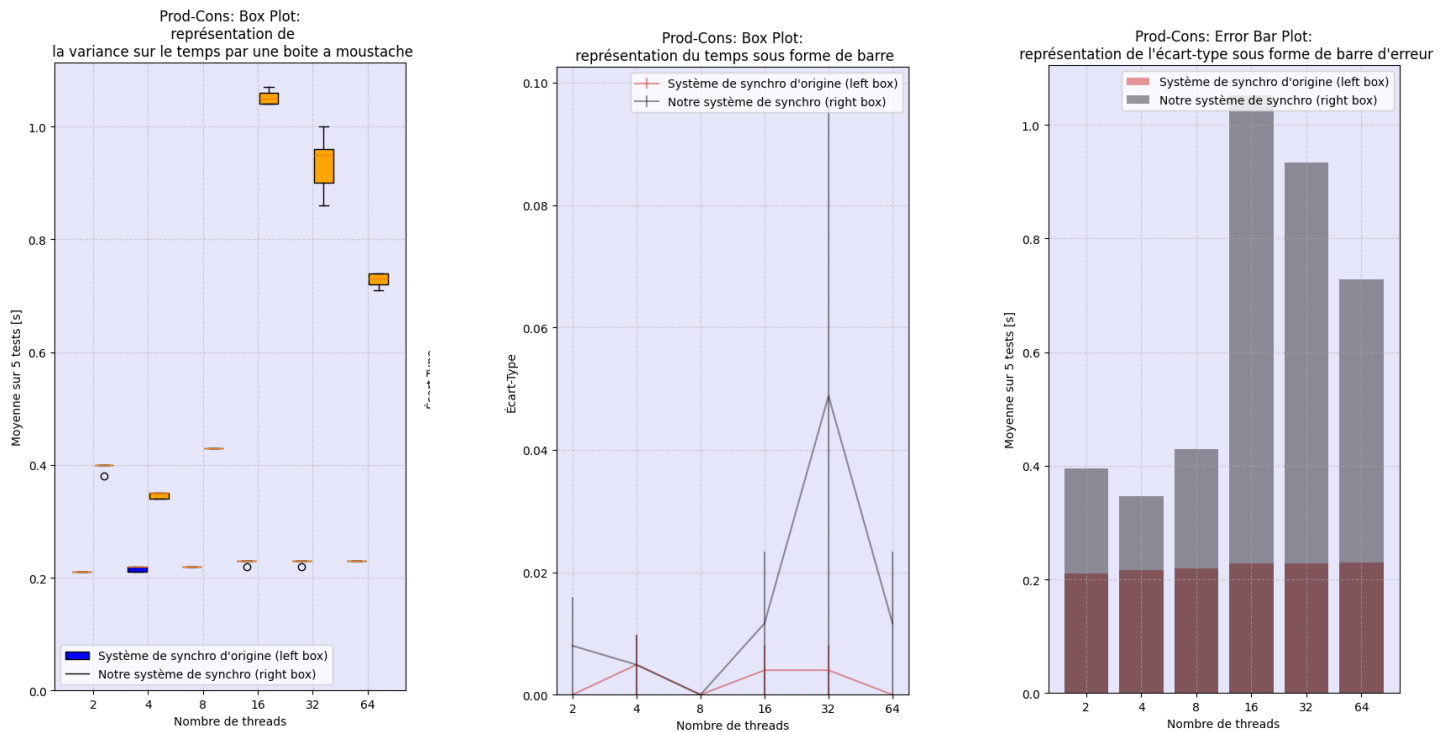 Prod-Cons: Box Plot:
représentation de
la variance sur le temps par une boite a moustache
Moyenne sur 5 tests [s]
1.0
0.8
0.6
0.4
0.2
0.0
Système de synchro d'origine (left box)
Notre système de synchro (right box)
2 4 8 16 32 64
Nombre de threads
Prod-Cons: Box Plot:
représentation du temps sous forme de barre
Système de synchro d'origine (left box)
Notre système de synchro (right box)
Écart-Type
0.10
0.08
0.06
0.04
0.02
0.00
2 4 8 16 32 64
Nombre de threads
Prod-Cons: Error Bar Plot:
représentation de l'écart-type sous forme de barre d'erreur
Système de synchro d'origine (left box)
Notre système de synchro (right box)
Moyenne sur 5 tests [s]
1.0
0.8
0.6
0.4
0.2
0.0
2 4 8 16 32 64
Nombre de threads